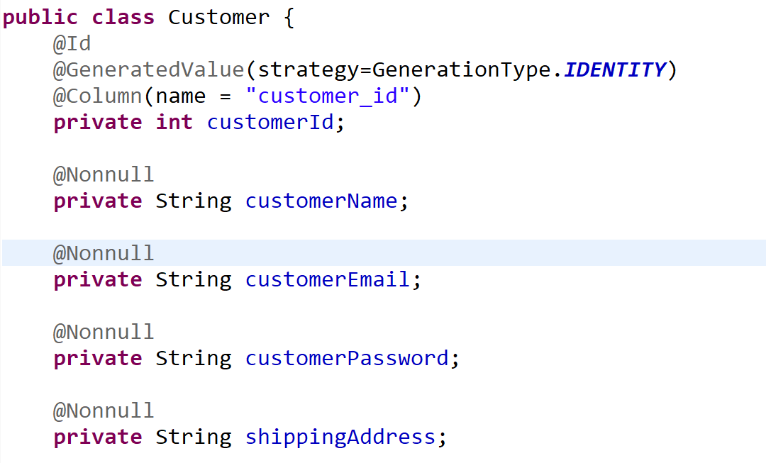 public class Customer {
@Id
@GeneratedValue(strategy=GenerationType.IDENTITY)
@Column(name = "customer_id")
private int customerId;
@Nonnull
private String customerName;
@Nonnull
private String customerEmail;
@Nonnull
private String customerPassword;
@Nonnull
private String shippingAddress;